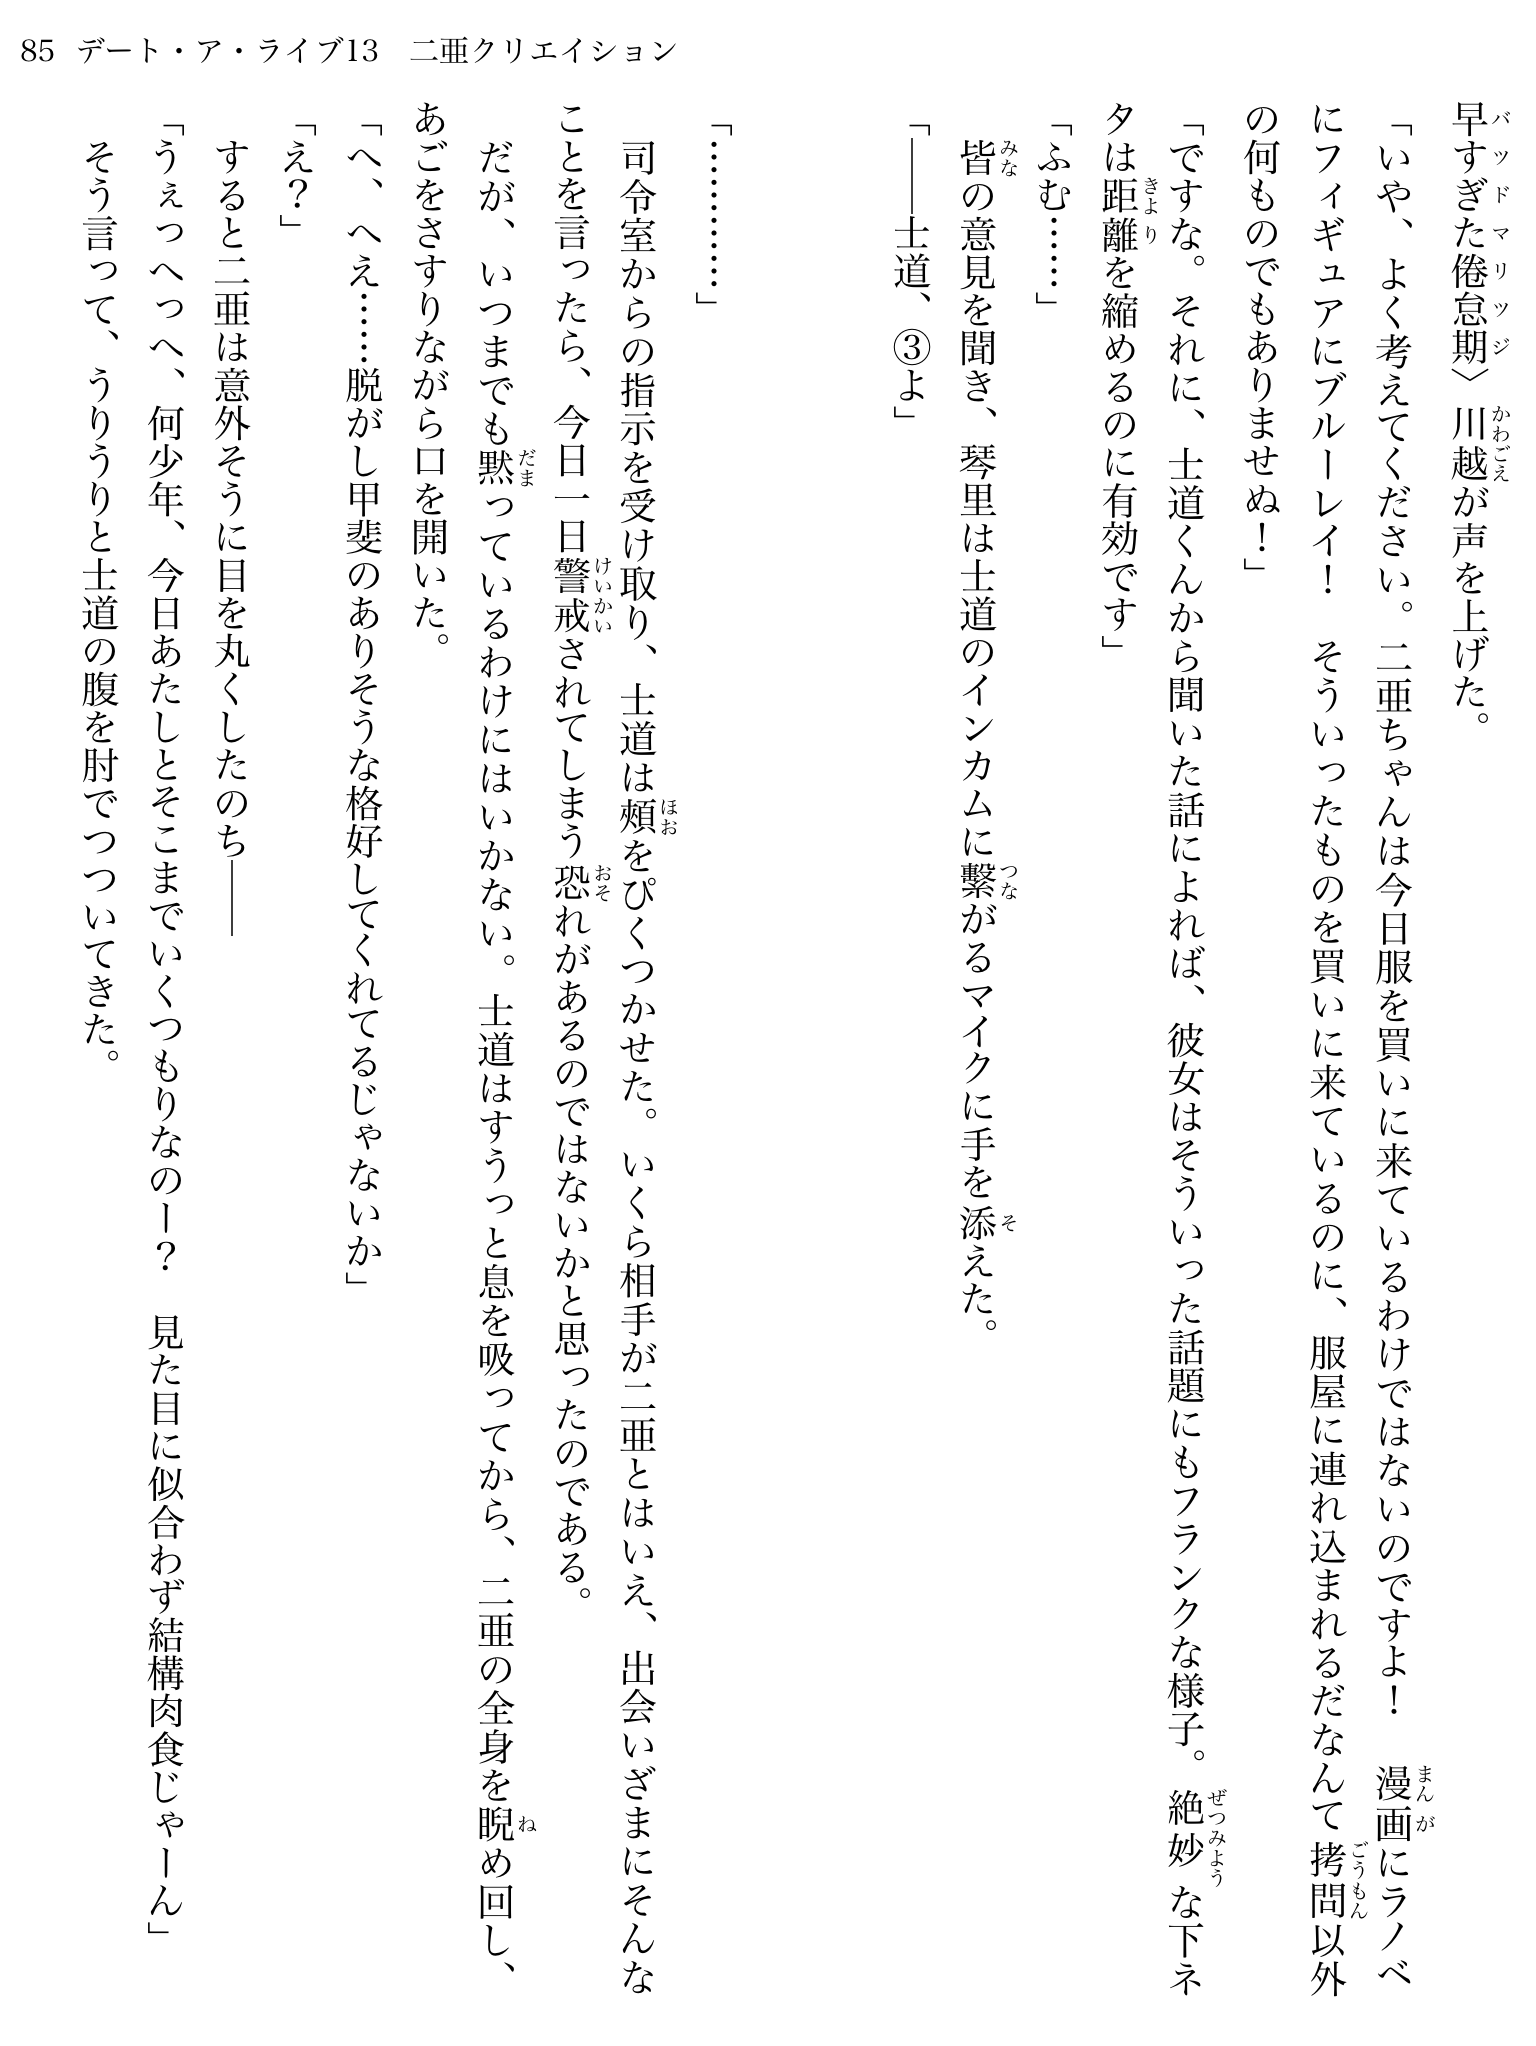 85 デート・ア・ライブ13　二亜クリエイション
早すぎた倦怠期〉川越が声を上げた。
「いや、よく考えてください。二亜ちゃんは今日服を買いに来ているわけではないのですよ！　漫画にラノベ
にフィギュアにブルーレイ！　そういったものを買いに来ているのに、服屋に連れ込まれるだなんて拷問以外
の何ものでもありませぬ！」
「ですな。それに、士道くんから聞いた話によれば、彼女はそういった話題にもフランクな様子。絶妙な下ネ
タは距離を縮めるのに有効です」
「ふむ……」
　皆の意見を聞き、琴里は士道のインカムに繋がるマイクに手を添えた。
「――士道、③よ」
「…………」
　司令室からの指示を受け取り、士道は頰をぴくつかせた。いくら相手が二亜とはいえ、出会いざまにそんな
ことを言ったら、今日一日警戒されてしまう恐れがあるのではないかと思ったのである。
　だが、いつまでも黙っているわけにはいかない。士道はすうっと息を吸ってから、二亜の全身を睨め回し、
あごをさすりながら口を開いた。
「へ、へえ……脱がし甲斐のありそうな格好してくれてるじゃないか」
「え？」
　すると二亜は意外そうに目を丸くしたのち――
「うぇっへっへ、何少年、今日あたしとそこまでいくつもりなのー？　見た目に似合わず結構肉食じゃーん」
　そう言って、うりうりと士道の腹を肘でつついてきた。